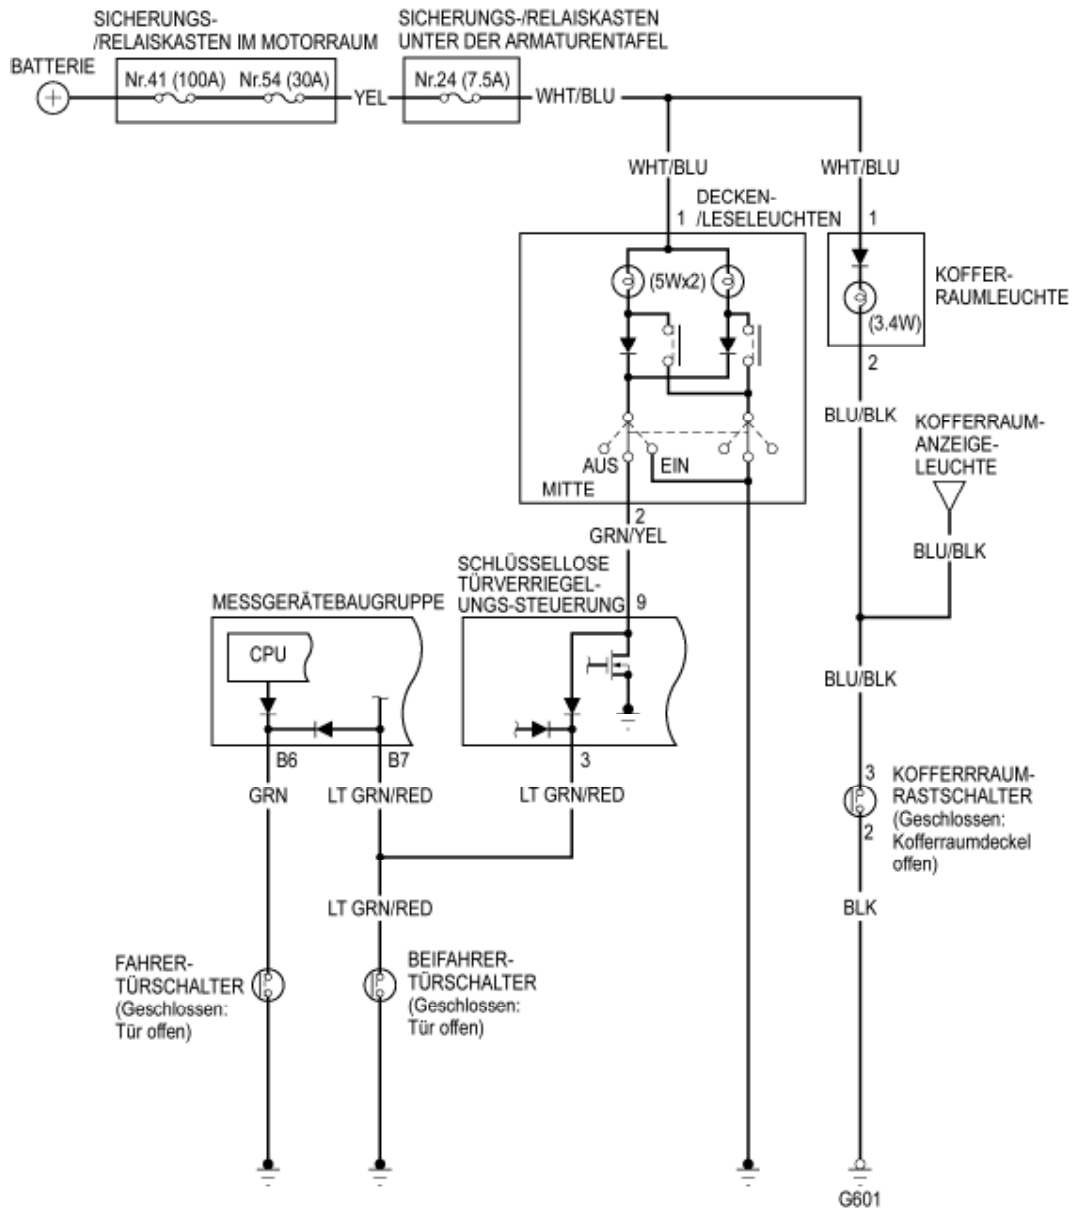 SICHERUNGS-
/RELAISKASTEN IM MOTORRAUM
SICHERUNGS-/RELAISKASTEN
UNTER DER ARMATURENTAFEL
BATTERIE
Nr.41 (100A)
Nr.54 (30A)
YEL
Nr.24 (7.5A)
WHT/BLU
WHT/BLU
WHT/BLU
1
DECKEN-
/LESELEUCHTEN
1
(5Wx2)
KOFFER-
RAUMLEUCHTE
(3.4W)
2
BLU/BLK
KOFFERRAUM-
ANZEIGE-
LEUCHTE
AUS
EIN
MITTE
2
GRN/YEL
BLU/BLK
SCHLÜSSELLOSE
TÜRVERRIEGEL-
UNGS-STEUERUNG
9
MESSGERÄTEBAUGRUPPE
CPU
BLU/BLK
B6
B7
3
GRN
LT GRN/RED
LT GRN/RED
3
KOFFERRRAUM-
RASTSCHALTER
(Geschlossen:
Kofferraumdeckel
offen)
2
BLK
LT GRN/RED
FAHRER-
TÜRSCHALTER
(Geschlossen:
Tür offen)
BEIFAHRER-
TÜRSCHALTER
(Geschlossen:
Tür offen)
G601